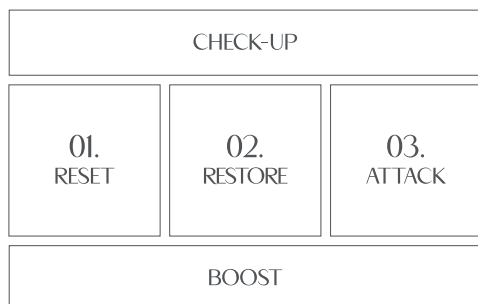 CHECK-UP
01.
RESET
02.
RESTORE
03.
ATTACK
BOOST